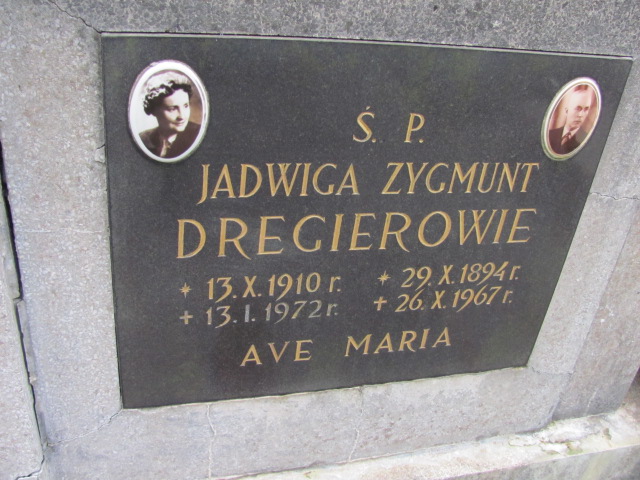 Ś. P.
JADWIGA ZYGMUNT
DREGIEROWIE
* 13. X. 1910 r. * 29. X. 1894 r.
+ 13. I. 1972 r. + 26. X. 1967 r.
AVE MARIA